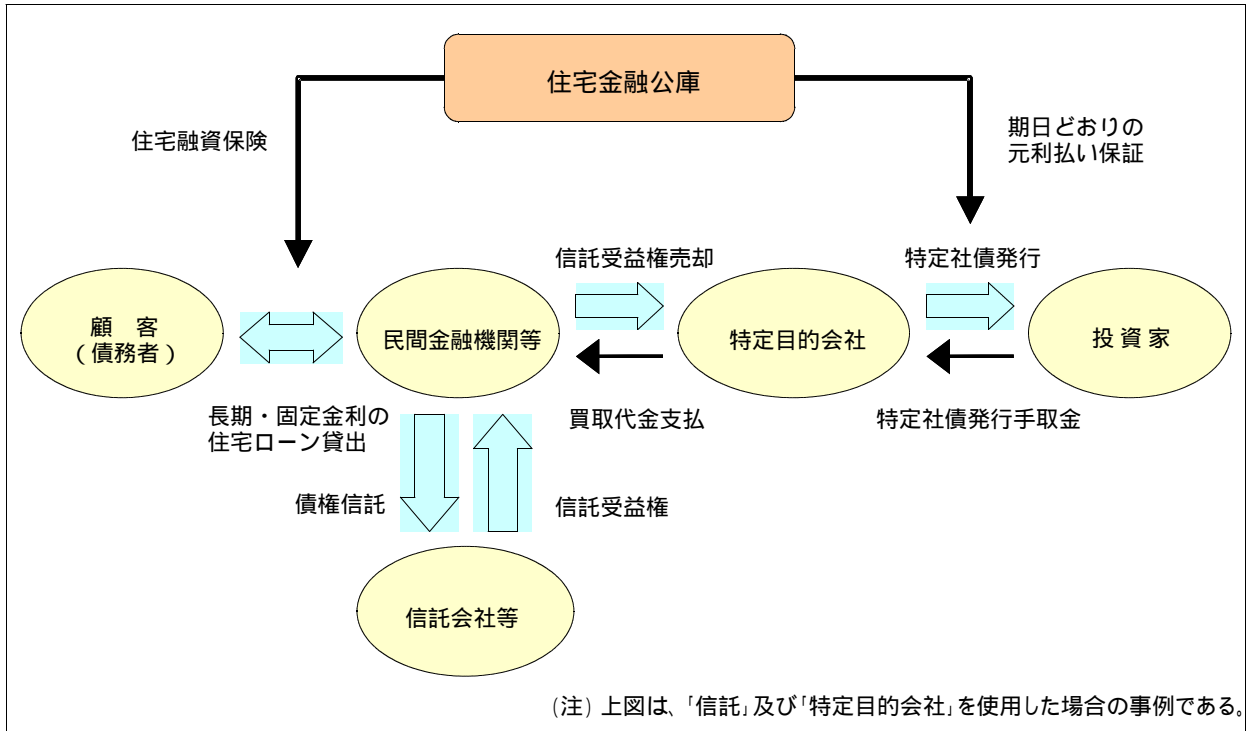 住宅金融公庫
住宅融資保険
期日どおりの
元利払い保証
信託受益権売却
特定社債発行
顧　客
（債務者）
民間金融機関等
特定目的会社
投 資 家
長期・固定金利の
住宅ローン貸出
買取代金支払
特定社債発行手取金
債権信託
信託受益権
信託会社等
(注) 上図は、「信託」及び「特定目的会社」を使用した場合の事例である。